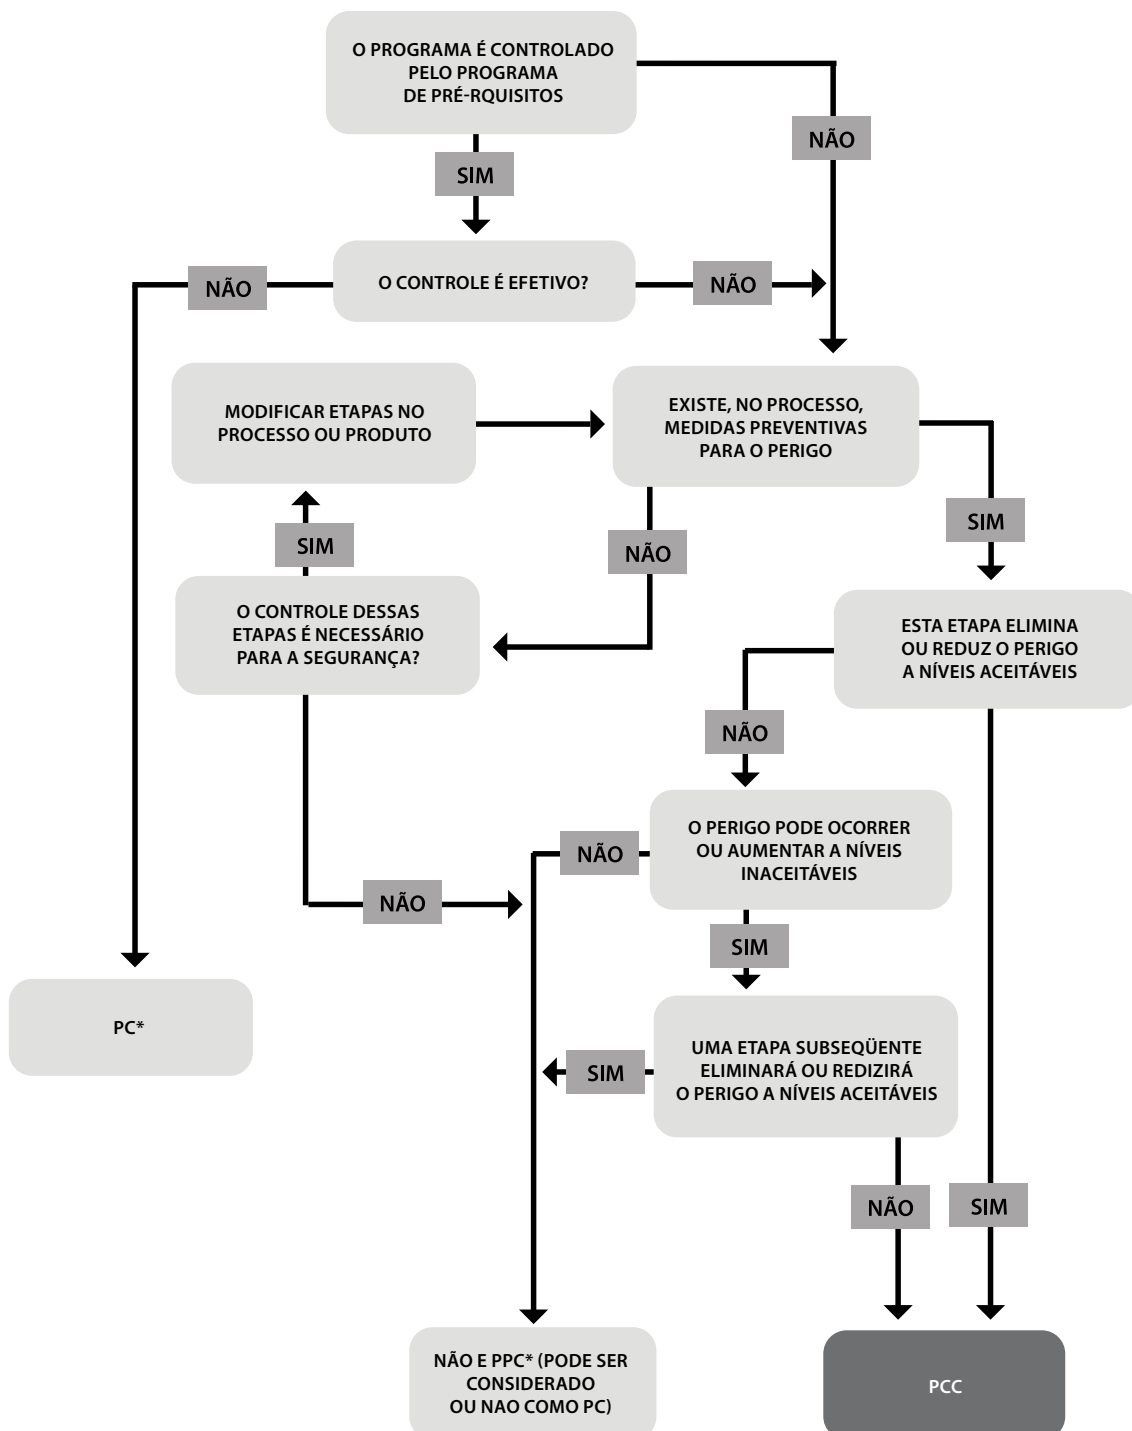 O PROGRAMA É CONTROLADO
PELO PROGRAMA
DE PRÉ-RQUISITOS
NÃO
SIM
O CONTROLE É EFETIVO?
NÃO
NÃO
MODIFICAR ETAPAS NO
PROCESSO OU PRODUTO
EXISTE, NO PROCESSO,
MEDIDAS PREVENTIVAS
PARA O PERIGO
SIM
SIM
NÃO
O CONTROLE DESSAS
ETAPAS É NECESSÁRIO
PARA A SEGURANÇA?
ESTA ETAPA ELIMINA
OU REDUZ O PERIGO
A NÍVEIS ACEITÁVEIS
NÃO
O PERIGO PODE OCORRER
OU AUMENTAR A NÍVEIS
INACEITÁVEIS
NÃO
NÃO
SIM
PC*
UMA ETAPA SUBSEQÜENTE
ELIMINARÁ OU REDIZIRÁ
O PERIGO A NÍVEIS ACEITÁVEIS
SIM
NÃO
SIM
NÃO E PPC* (PODE SER
CONSIDERADO
OU NAO COMO PC)
PCC